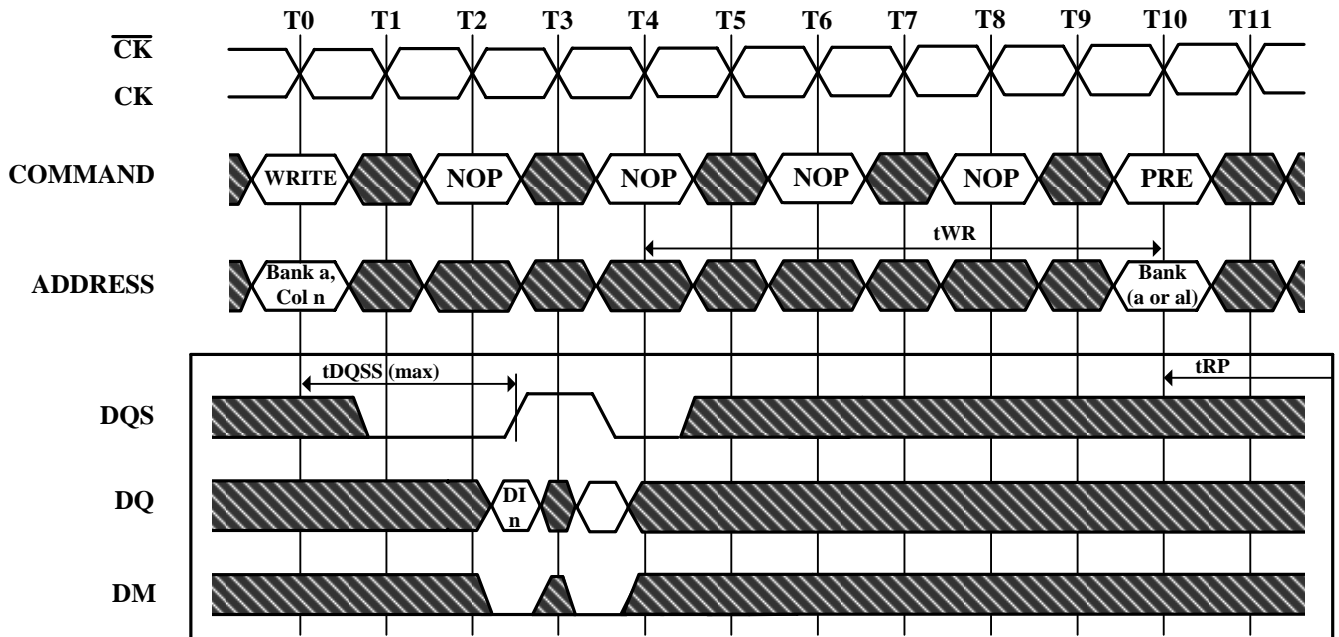 T0 T1 T2 T3 T4 T5 T6 T7 T8 T9 T10 T11
CK
CK
COMMAND WRITE NOP NOP NOP NOP PRE
tWR
ADDRESS Bank a, Col n Bank (a or al)
tDQSS (max) tRP
DQS
DQ DI n
DM